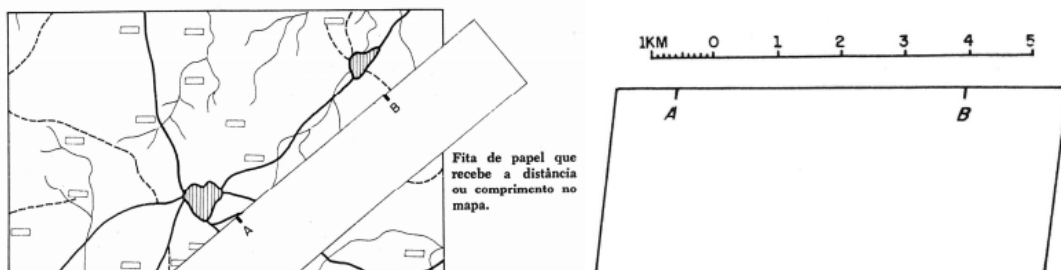 B
A
Fita de papel que
recebe a distância
ou comprimento no
mapa.
1KM 0 1 2 3 4 5
A B